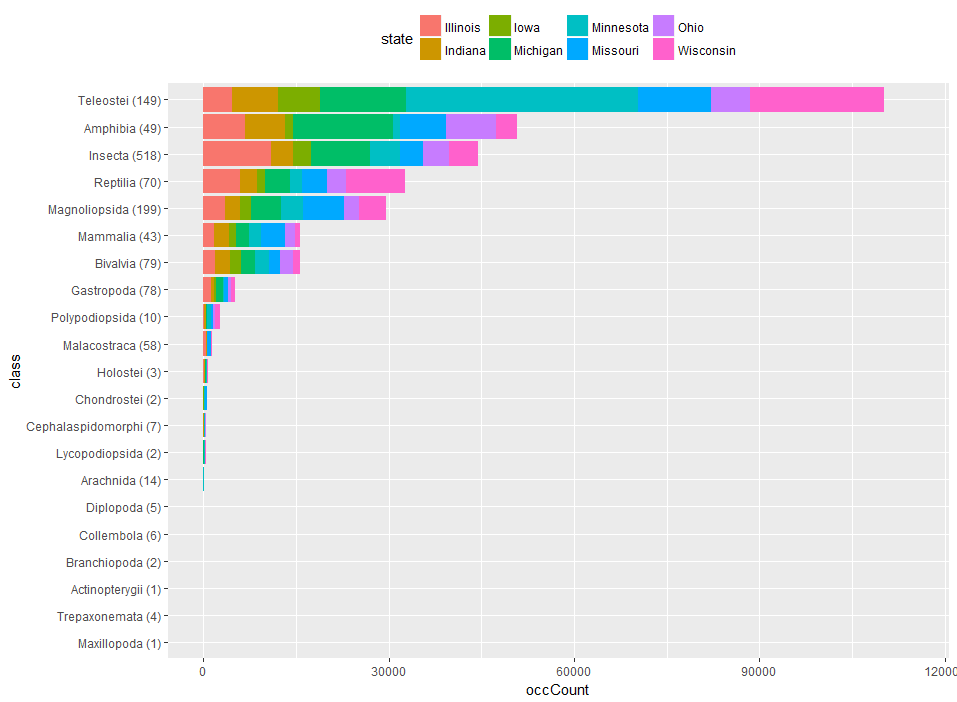 state Illinois Iowa Minnesota Ohio
Indiana Michigan Missouri Wisconsin
class
Teleostei (149)
Amphibia (49)
Insecta (518)
Reptilia (70)
Magnoliopsida (199)
Mammalia (43)
Bivalvia (79)
Gastropoda (78)
Polypodiopsida (10)
Malacostraca (58)
Holostei (3)
Chondrostei (2)
Cephalaspidomorphi (7)
Lycopodiopsida (2)
Arachnida (14)
Diplopoda (5)
Collembola (6)
Branchiopoda (2)
Actinopterygii (1)
Trepaxonemata (4)
Maxillopoda (1)
0 30000 60000 90000 12000
occCount